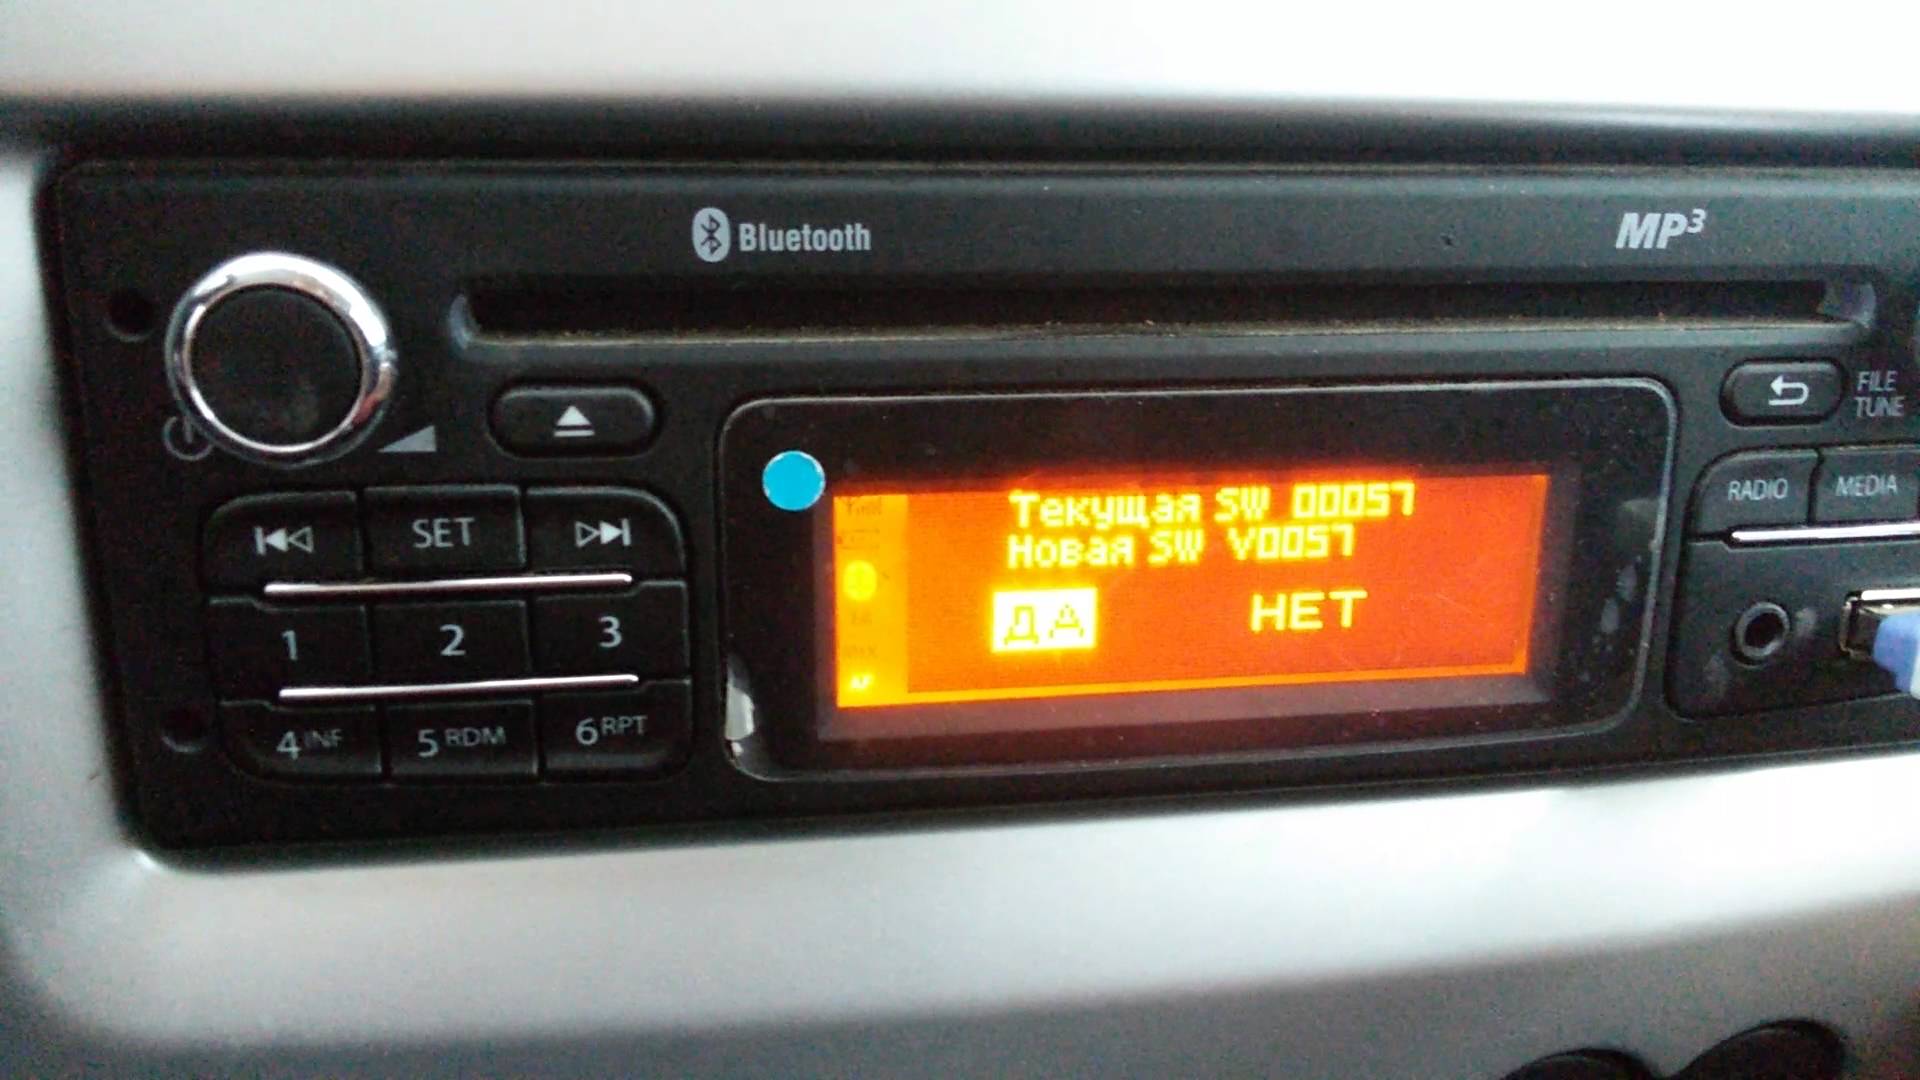 Bluetooth
MP3
FILE
TUNE
SET
RADIO
MEDIA
Текущая SW 00057
Новая SW V0057
ДА
НЕТ
1
2
3
4 INF
5 RDM
6 RPT
AF